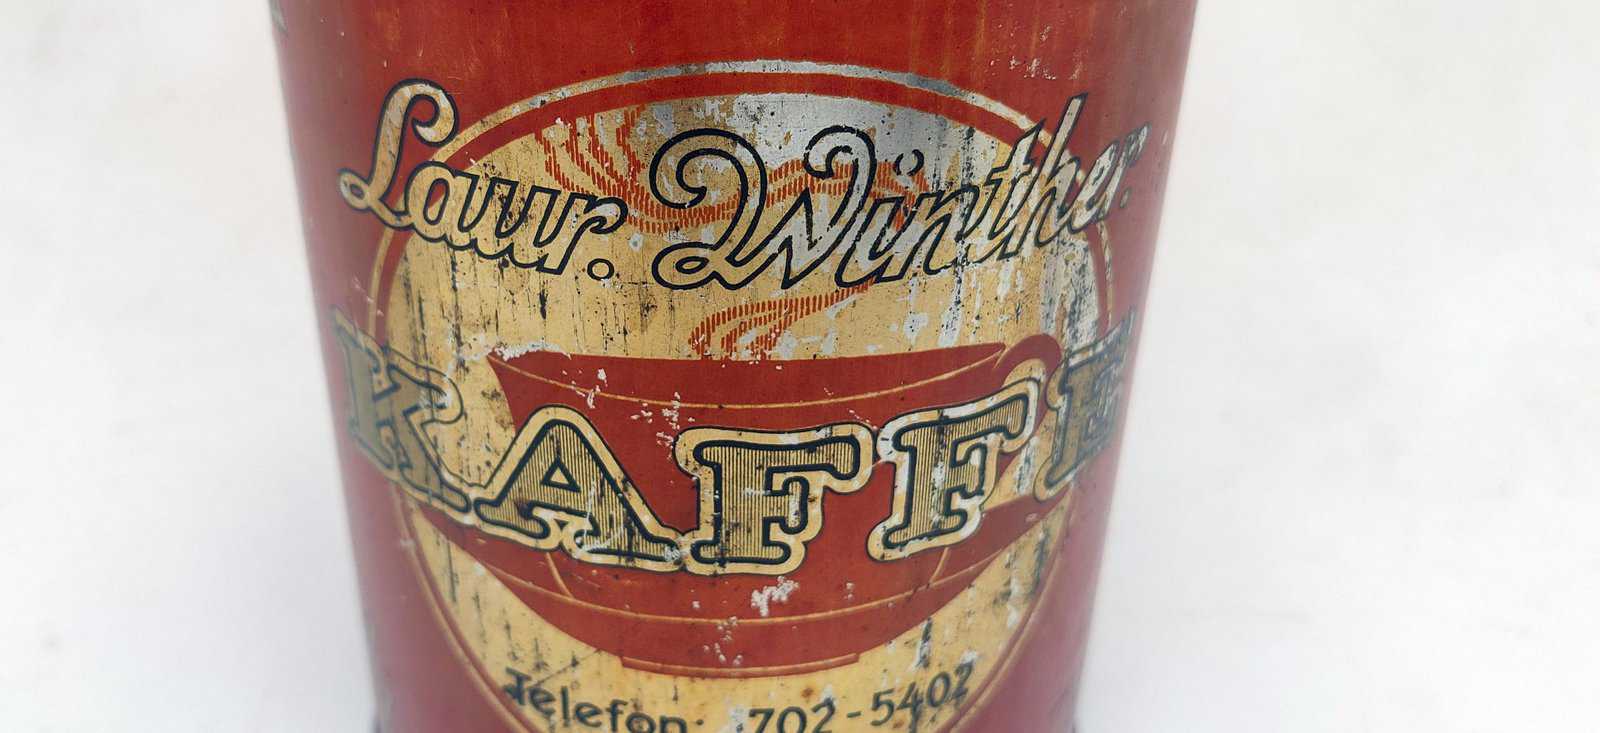 Laur. Winther.
KAFFE
Telefon: 702-5402